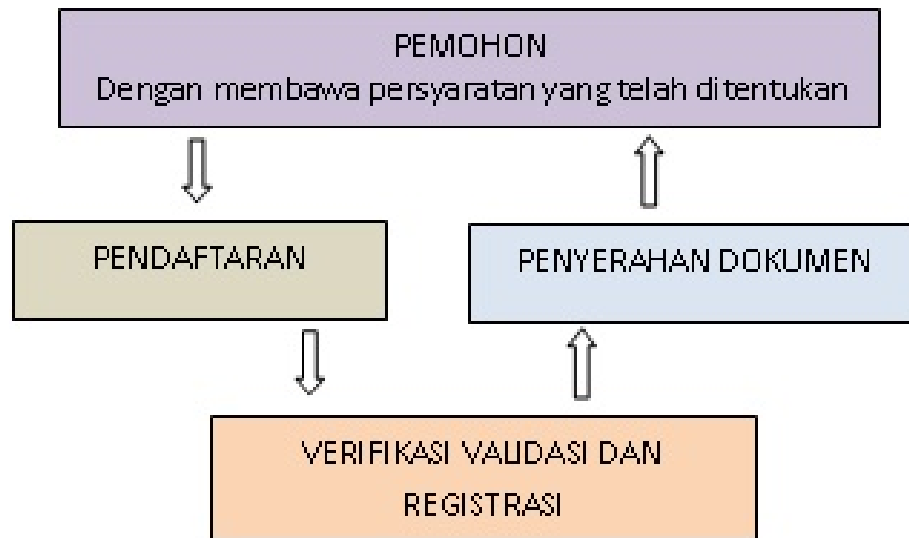 PEMOHON
Dengan membawa persyaratan yang telah ditentukan
PENDAFTARAN
PENYERAHAN DOKUMEN
VERIFIKASI VALIDASI DAN
REGISTRASI